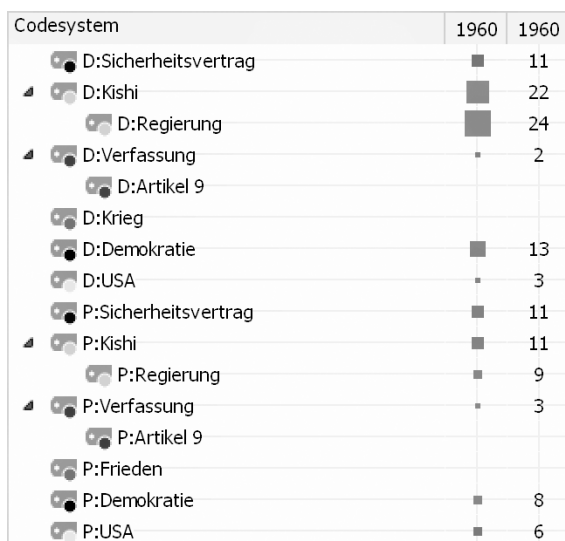 Codesystem 1960 1960
D:Sicherheitsvertrag 11
D:Kishi 22
D:Regierung 24
D:Verfassung 2
D:Artikel 9
D:Krieg
D:Demokratie 13
D:USA 3
P:Sicherheitsvertrag 11
P:Kishi 11
P:Regierung 9
P:Verfassung 3
P:Artikel 9
P:Frieden
P:Demokratie 8
P:USA 6